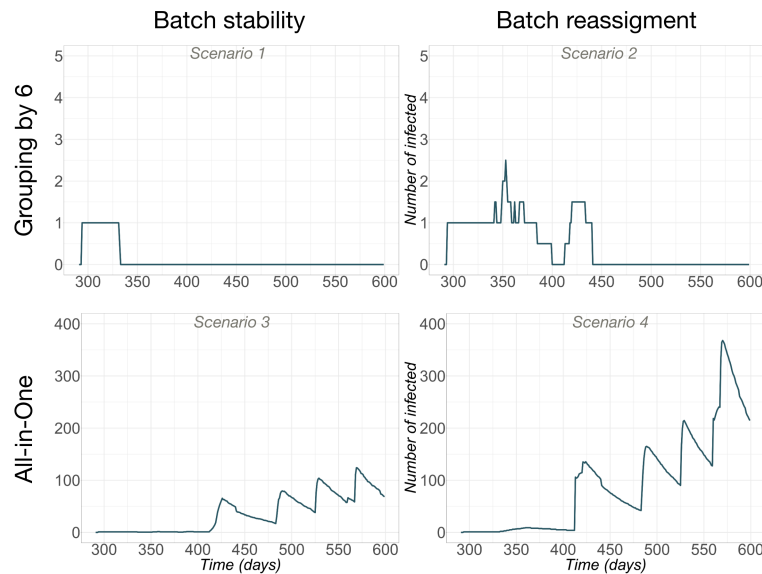 Batch stability
Batch reassigment
Grouping by 6
Scenario 1
5
4
3
2
1
0
300 350 400 450 500 550 600
Scenario 2
Number of infected
5
4
3
2
1
0
300 350 400 450 500 550 600
All-in-One
Scenario 3
400
300
200
100
0
300 350 400 450 500 550 600
Time (days)
Scenario 4
Number of infected
400
300
200
100
0
300 350 400 450 500 550 600
Time (days)